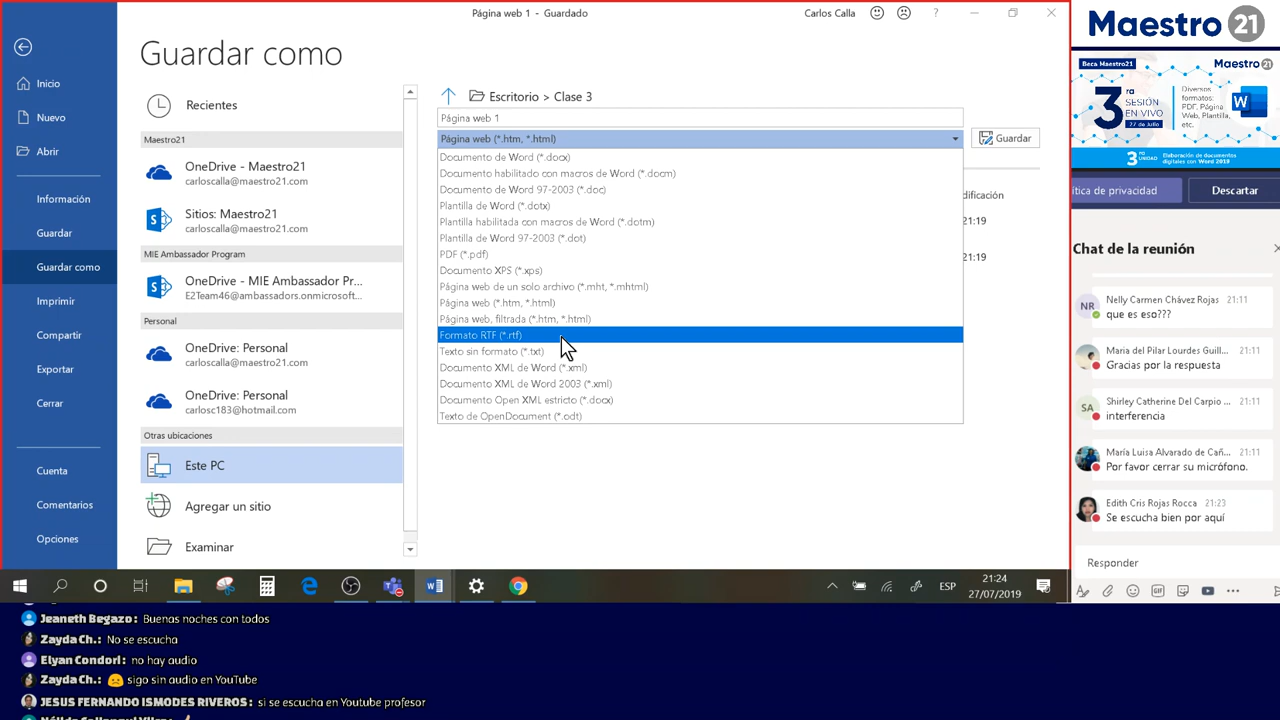 Página web 1 - Guardado
Carlos Calla
?
Guardar como
Inicio
Nuevo
Abrir
Información
Guardar
Guardar como
Imprimir
Compartir
Exportar
Cerrar
Cuenta
Comentarios
Opciones
Recientes
Maestro21
OneDrive - Maestro21
carloscalla@maestro21.com
Sitios: Maestro21
carloscalla@maestro21.com
MIE Ambassador Program
OneDrive - MIE Ambassador Pr...
E2Team46@ambassadors.onmicrosoft...
Personal
OneDrive: Personal
carloscalla@maestro21.com
OneDrive: Personal
carlosc183@hotmail.com
Otras ubicaciones
Este PC
Agregar un sitio
Examinar
Escritorio > Clase 3
Página web 1
Página web (*.htm, *.html)
Guardar
Documento de Word (*.docx)
Documento habilitado con macros de Word (*.docm)
Documento de Word 97-2003 (*.doc)
Plantilla de Word (*.dotx)
Plantilla habilitada con macros de Word (*.dotm)
Plantilla de Word 97-2003 (*.dot)
PDF (*.pdf)
Documento XPS (*.xps)
Página web de un solo archivo (*.mht, *.mhtml)
Página web (*.htm, *.html)
Página web, filtrada (*.htm, *.html)
Formato RTF (*.rtf)
Texto sin formato (*.txt)
Documento XML de Word (*.xml)
Documento XML de Word 2003 (*.xml)
Documento Open XML estricto (*.docx)
Texto de OpenDocument (*.odt)
dificación
21:19
21:19
ESP
21:24
27/07/2019
Maestro 21
Beca Maestro21
Maestro 21
3ra SESIÓN EN VIVO
27 de Julio
Diversos
formatos:
PDF, Página
Web, Plantilla,
etc.
W
3ra UNIDAD
Elaboración de documentos
digitales con Word 2019
ítica de privacidad
Descartar
Chat de la reunión
NR
Nelly Carmen Chávez Rojas 21:11
que es eso???
Maria del Pilar Lourdes Guill... 21:11
Gracias por la respuesta
SA
Shirley Catherine Del Carpio ... 21:11
interferencia
María Luisa Alvarado de Cañ... 21:11
Por favor cerrar su micrófono.
Edith Cris Rojas Rocca 21:23
Se escucha bien por aquí
Responder
GIF
Jeaneth Begazo: Buenas noches con todos
Zayda Ch.: No se escucha
Elyan Condori: no hay audio
Zayda Ch.: sigo sin audio en YouTube
JESUS FERNANDO ISMODES RIVEROS: si se escucha en Youtube profesor